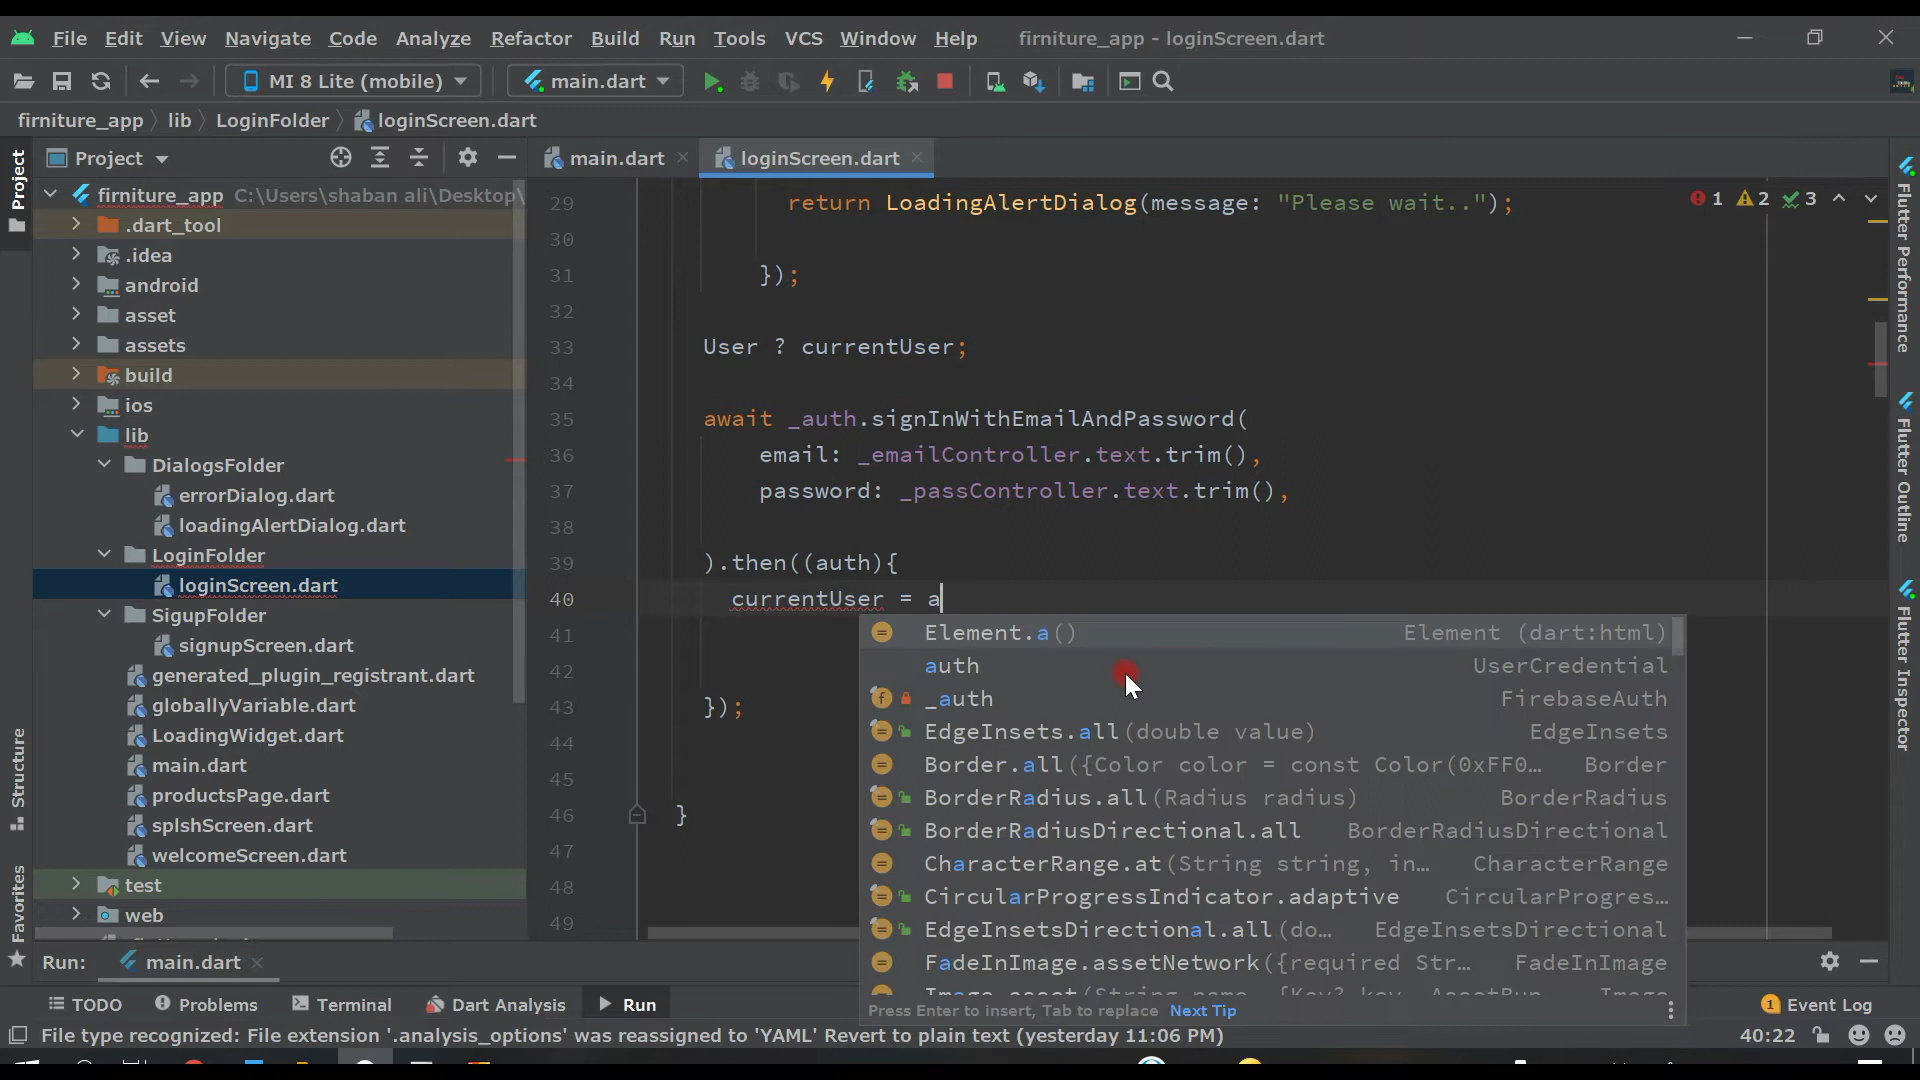 File Edit View Navigate Code Analyze Refactor Build Run Tools VCS Window Help firniture_app - loginScreen.dart
MI 8 Lite (mobile) main.dart
firniture_app lib LoginFolder loginScreen.dart
Project
Project
main.dart
loginScreen.dart
firniture_app C:\Users\shaban ali\Desktop\
.dart_tool
.idea
android
asset
assets
build
ios
lib
DialogsFolder
errorDialog.dart
loadingAlertDialog.dart
LoginFolder
loginScreen.dart
SigupFolder
signupScreen.dart
generated_plugin_registrant.dart
globallyVariable.dart
LoadingWidget.dart
main.dart
productsPage.dart
splshScreen.dart
welcomeScreen.dart
test
web
Structure
Favorites
29 return LoadingAlertDialog(message: "Please wait..");
1 2 3
30
31 });
32
33 User ? currentUser;
34
35 await _auth.signInWithEmailAndPassword(
36 email: _emailController.text.trim(),
37 password: _passController.text.trim(),
38
39 ).then((auth){
40 currentUser = a
41
42
43 });
44
45
46 }
47
48
49
Element.a() Element (dart:html)
auth UserCredential
_auth FirebaseAuth
EdgeInsets.all(double value) EdgeInsets
Border.all({Color color = const Color(0xFF0… Border
BorderRadius.all(Radius radius) BorderRadius
BorderRadiusDirectional.all BorderRadiusDirectional
CharacterRange.at(String string, in… CharacterRange
CircularProgressIndicator.adaptive CircularProgres…
EdgeInsetsDirectional.all(do… EdgeInsetsDirectional
FadeInImage.assetNetwork({required Str… FadeInImage
Press Enter to insert, Tab to replace Next Tip
Flutter Performance
Flutter Outline
Flutter Inspector
Run: main.dart
TODO Problems Terminal Dart Analysis Run
1 Event Log
File type recognized: File extension '.analysis_options' was reassigned to 'YAML' Revert to plain text (yesterday 11:06 PM)
40:22